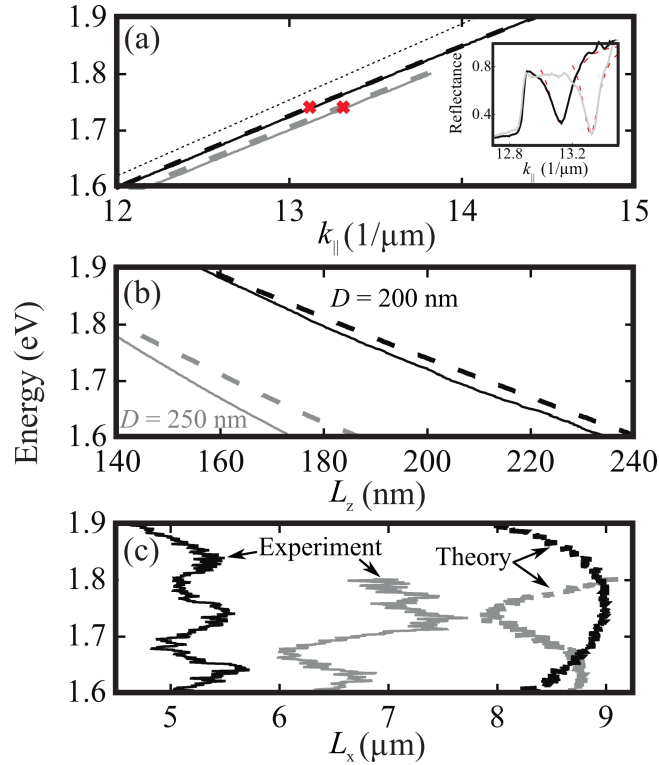 1.9
(a)
1.8
1.7
1.6
12 13 14 15
k∥ (1/µm)
Reflectance
0.8
0.4
12.8 13.2
k∥ (1/µm)
Energy (eV)
1.9
(b)
D = 200 nm
1.8
1.7
D = 250 nm
1.6
140 160 180 200 220 240
Lz (nm)
1.9
(c)
Experiment
Theory
1.8
1.7
1.6
5 6 7 8 9
Lx (µm)